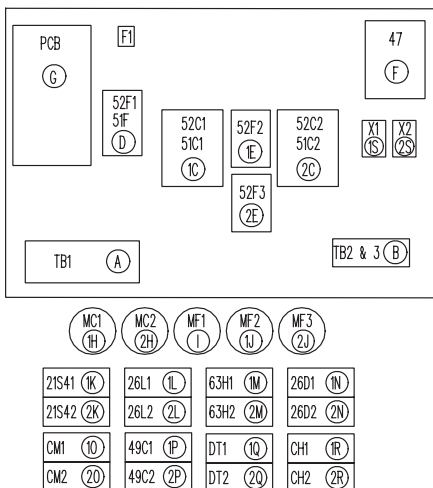 PCB
G
F1
47
F
52F1
51F
D
52C1
51C1
1C
52F2
1E
52C2
51C2
2C
X1
1S
X2
2S
52F3
2E
TB1 A
TB2 & 3 B
MC1
1H
MC2
2H
MF1
I
MF2
1J
MF3
2J
21S41 1K
21S42 2K
26L1 1L
26L2 2L
63H1 1M
63H2 2M
26D1 1N
26D2 2N
CM1 1O
CM2 2O
49C1 1P
49C2 2P
DT1 1Q
DT2 2Q
CH1 1R
CH2 2R